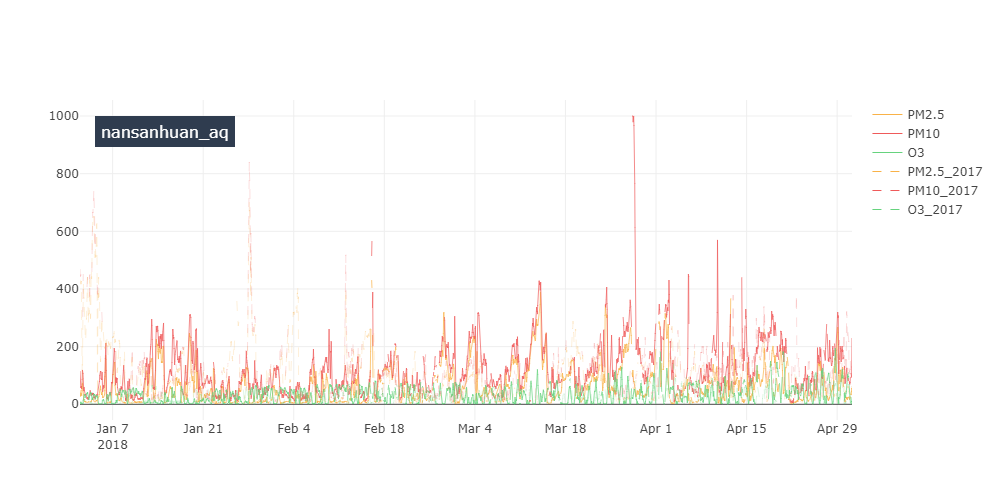 nansanhuan_aq
1000
800
600
400
200
0
Jan 7
2018
Jan 21
Feb 4
Feb 18
Mar 4
Mar 18
Apr 1
Apr 15
Apr 29
PM2.5
PM10
O3
PM2.5_2017
PM10_2017
O3_2017